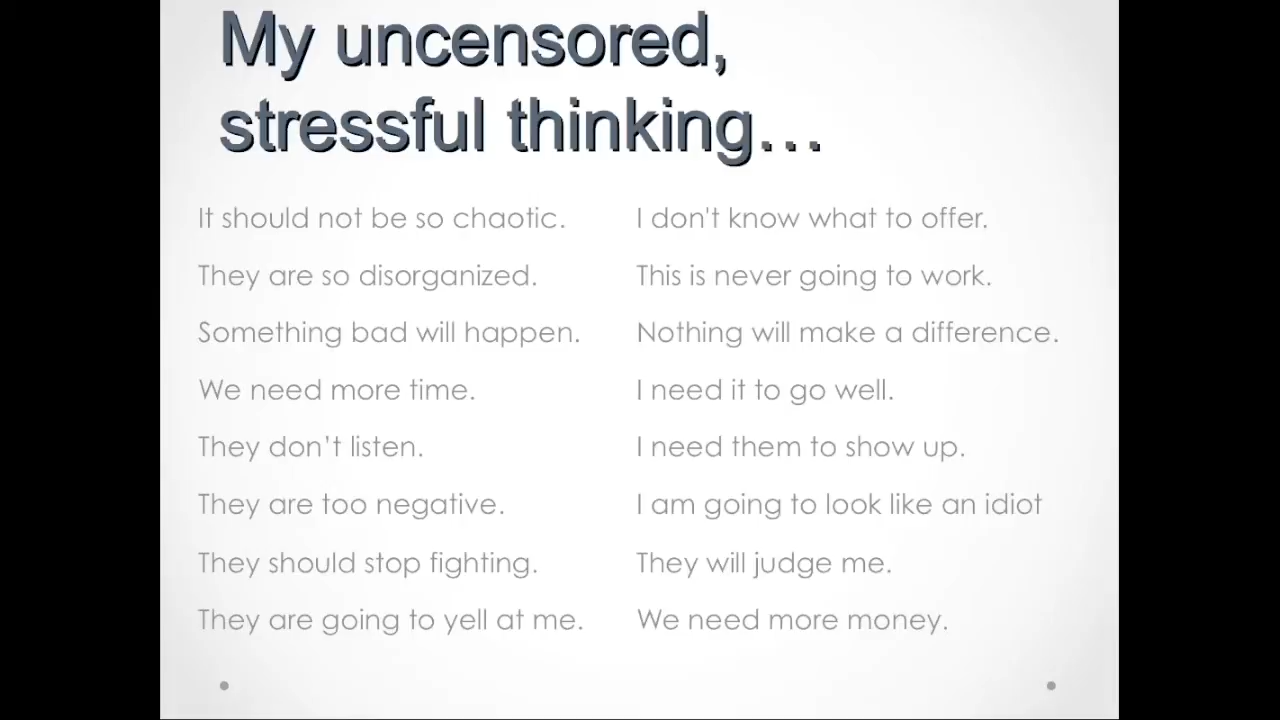 My uncensored,
stressful thinking…
It should not be so chaotic.
They are so disorganized.
Something bad will happen.
We need more time.
They don’t listen.
They are too negative.
They should stop fighting.
They are going to yell at me.
I don't know what to offer.
This is never going to work.
Nothing will make a difference.
I need it to go well.
I need them to show up.
I am going to look like an idiot
They will judge me.
We need more money.